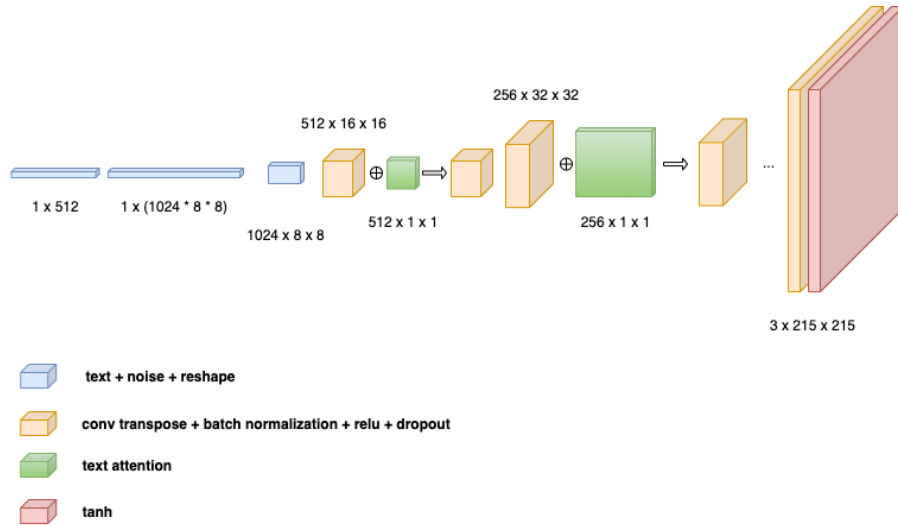 256 x 32 x 32
512 x 16 x 16
1 x 512
1 x (1024 * 8 * 8)
512 x 1 x 1
256 x 1 x 1
1024 x 8 x 8
...
3 x 215 x 215
text + noise + reshape
conv transpose + batch normalization + relu + dropout
text attention
tanh